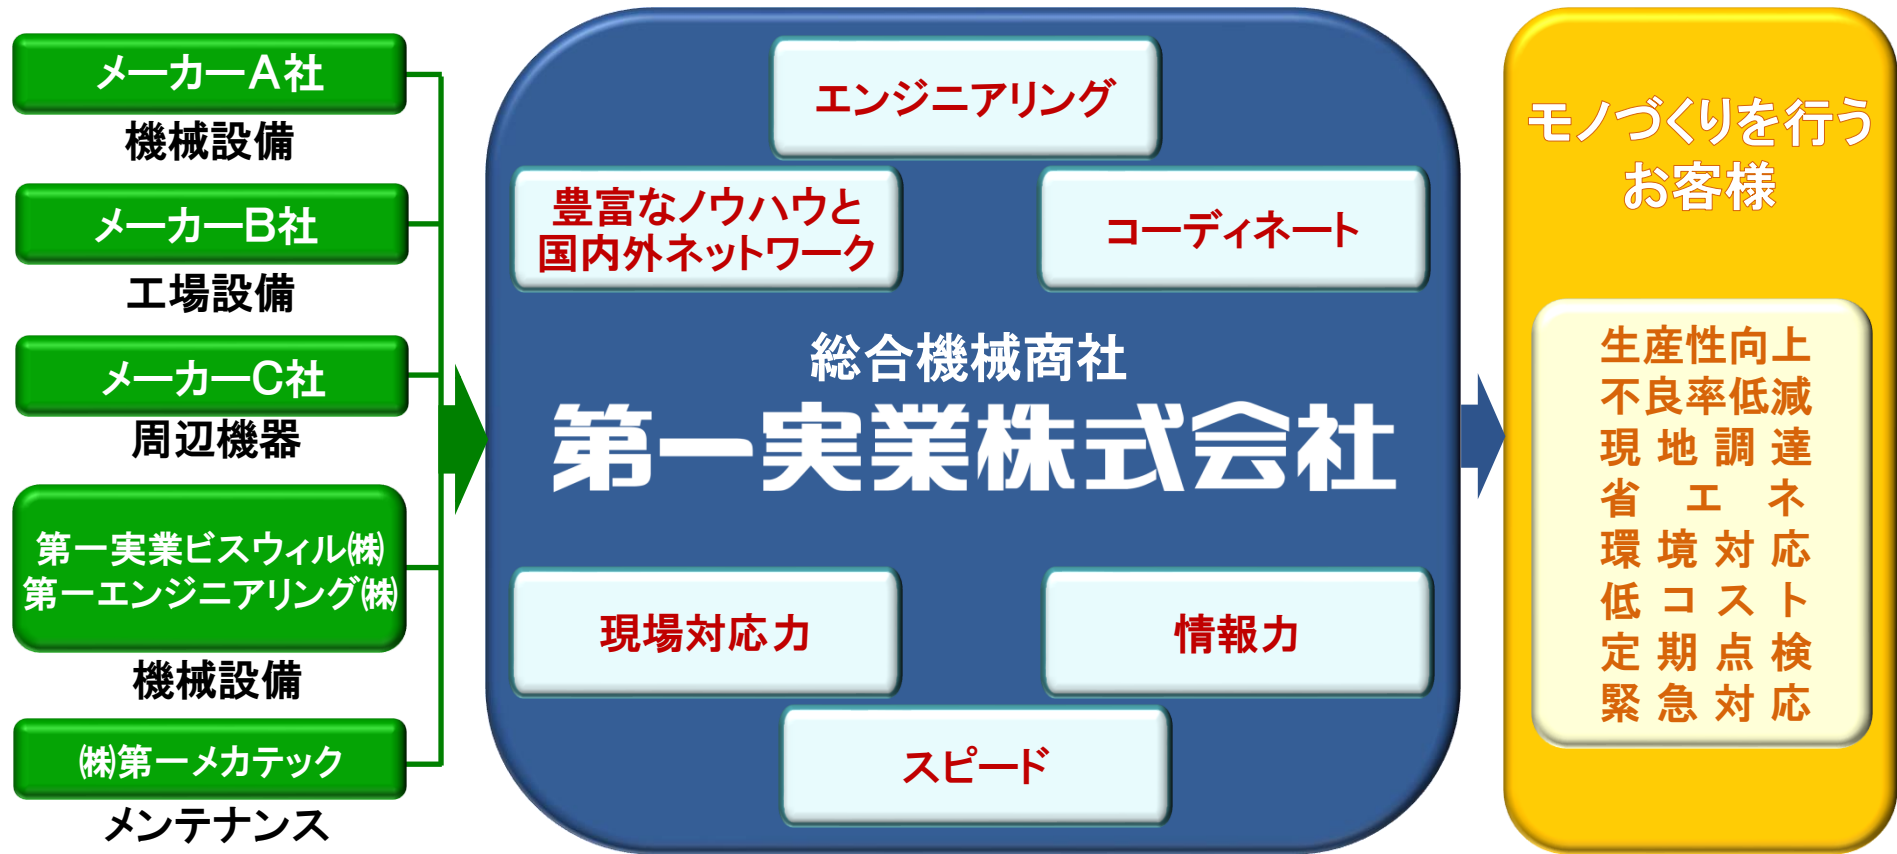 メーカーA社
機械設備
メーカーB社
工場設備
メーカーC社
周辺機器
第一実業ビスウィル㈱
第一エンジニアリング㈱
機械設備
㈱第一メカテック
メンテナンス
エンジニアリング
豊富なノウハウと
国内外ネットワーク
コーディネート
総合機械商社
第一実業株式会社
現場対応力
情報力
スピード
モノづくりを行う
お客様
生産性向上
不良率低減
現地調達
省エネ
環境対応
低コスト
定期点検
緊急対応